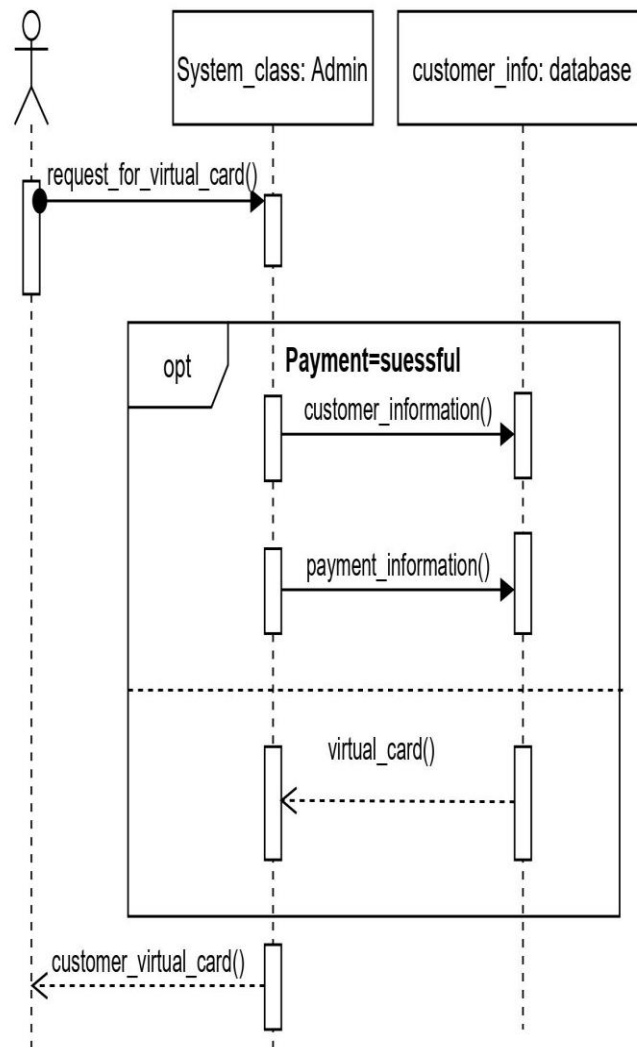 System_class: Admin
customer_info: database
request_for_virtual_card()
opt
Payment=suessful
customer_information()
payment_information()
virtual_card()
customer_virtual_card()